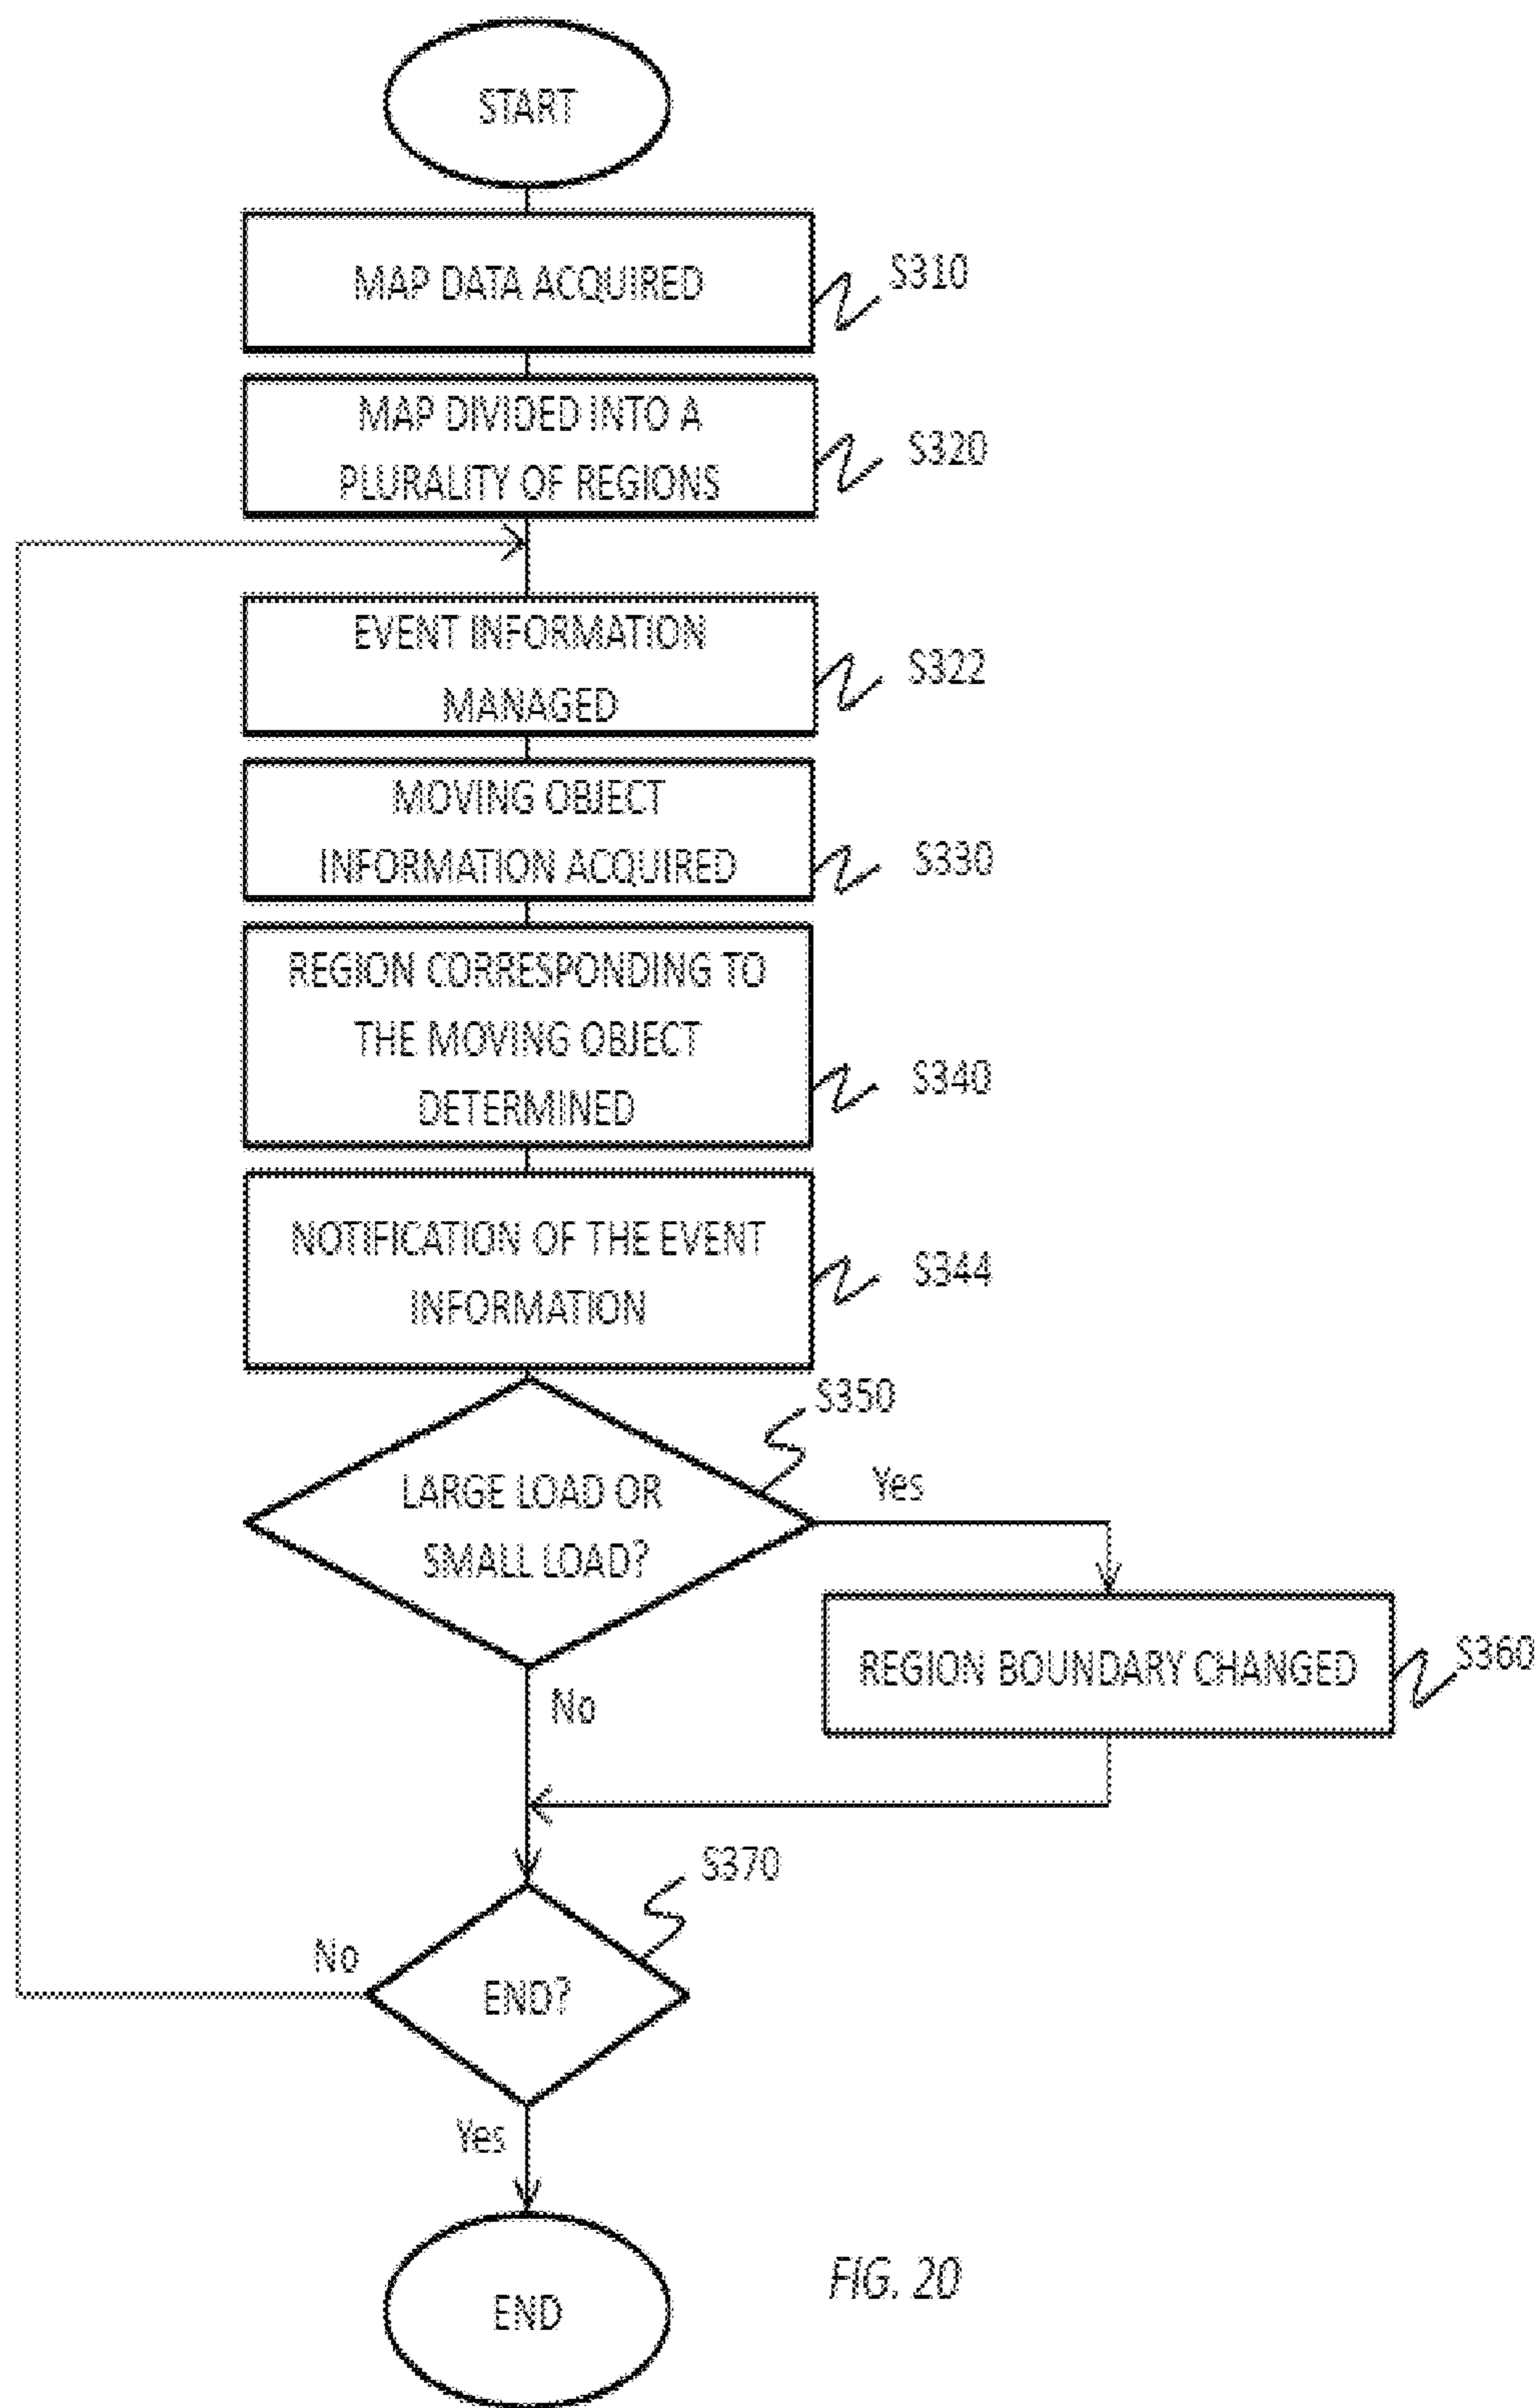 START
MAP DATA ACQUIRED
S310
MAP DIVIDED INTO A
PLURALITY OF REGIONS
S320
EVENT INFORMATION
MANAGED
S322
MOVING OBJECT
INFORMATION ACQUIRED
S330
REGION CORRESPONDING TO
THE MOVING OBJECT
DETERMINED
S340
NOTIFICATION OF THE EVENT
INFORMATION
S344
S350
LARGE LOAD OR
SMALL LOAD?
Yes
REGION BOUNDARY CHANGED
S360
No
S370
No
END?
Yes
END
FIG. 20